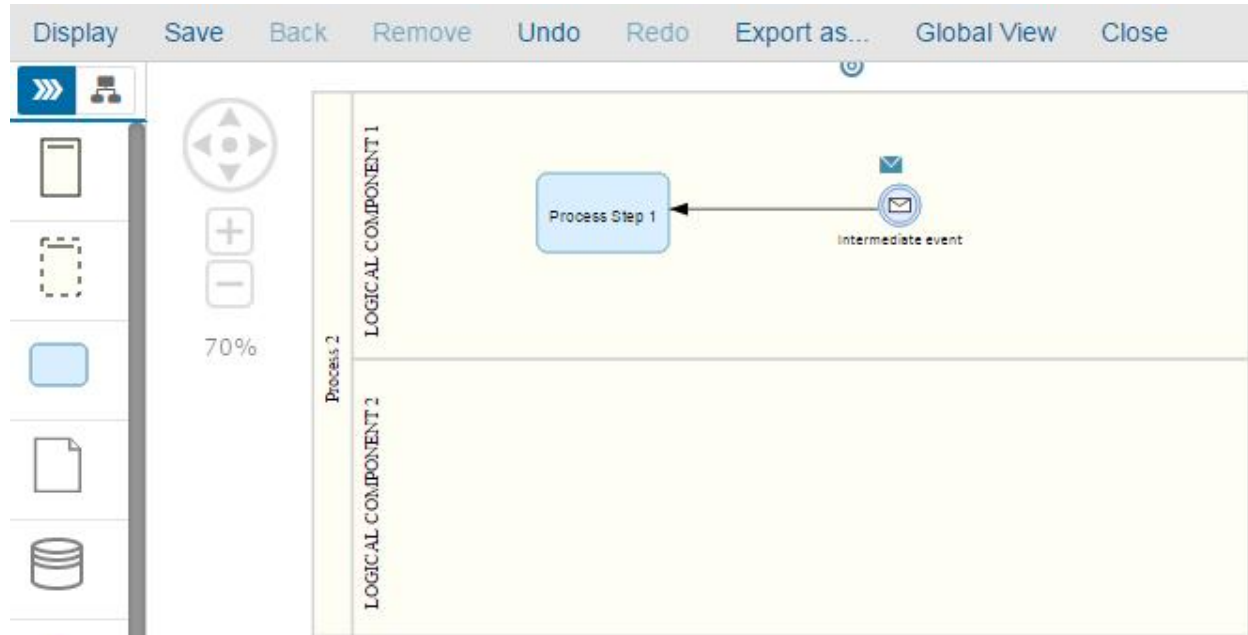 Display Save Back Remove Undo Redo Export as... Global View Close
70%
Process 2
LOGICAL COMPONENT 1
Process Step 1
Intermediate event
LOGICAL COMPONENT 2